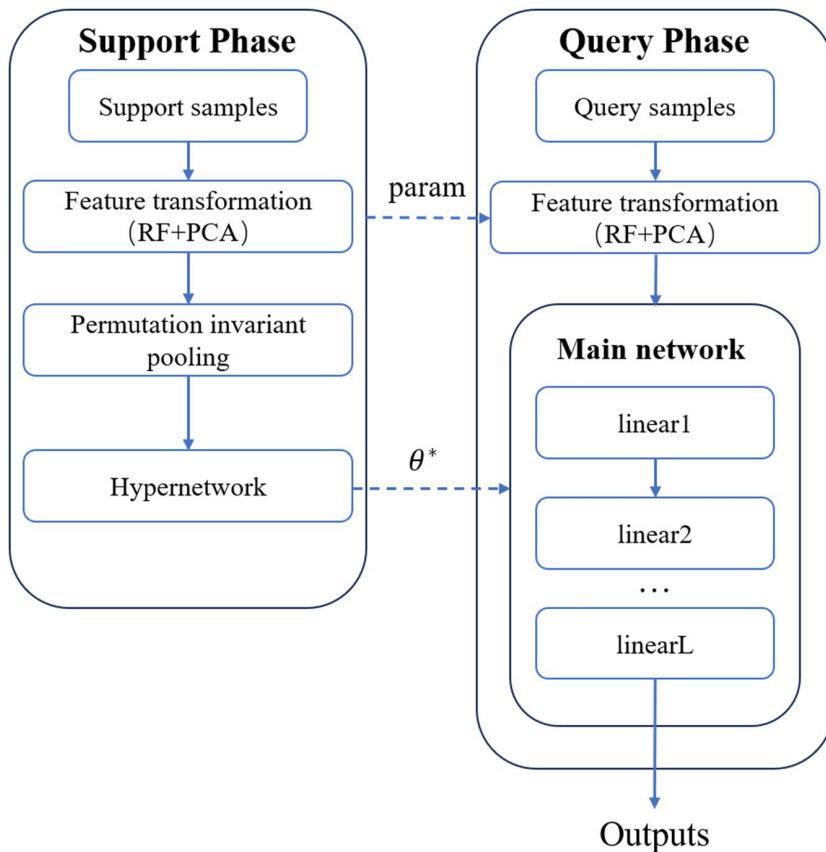 Support Phase
Support samples
Feature transformation
（RF+PCA）
Permutation invariant
pooling
Hypernetwork
param
θ*
Query Phase
Query samples
Feature transformation
（RF+PCA）
Main network
linear1
linear2
...
linearL
Outputs